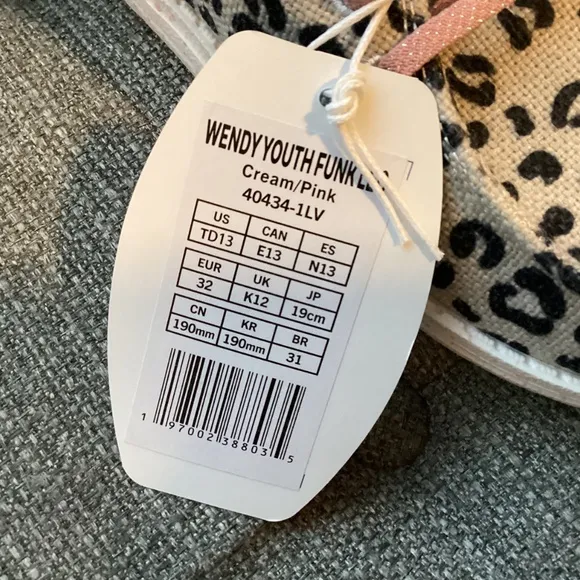 WENDY YOUTH FUNK
Cream/Pink
40434-1LV
US CAN ES
TD13 E13 N13
EUR UK JP
32 K12 19cm
CN KR BR
190mm 190mm 31
1 97002 38803 5